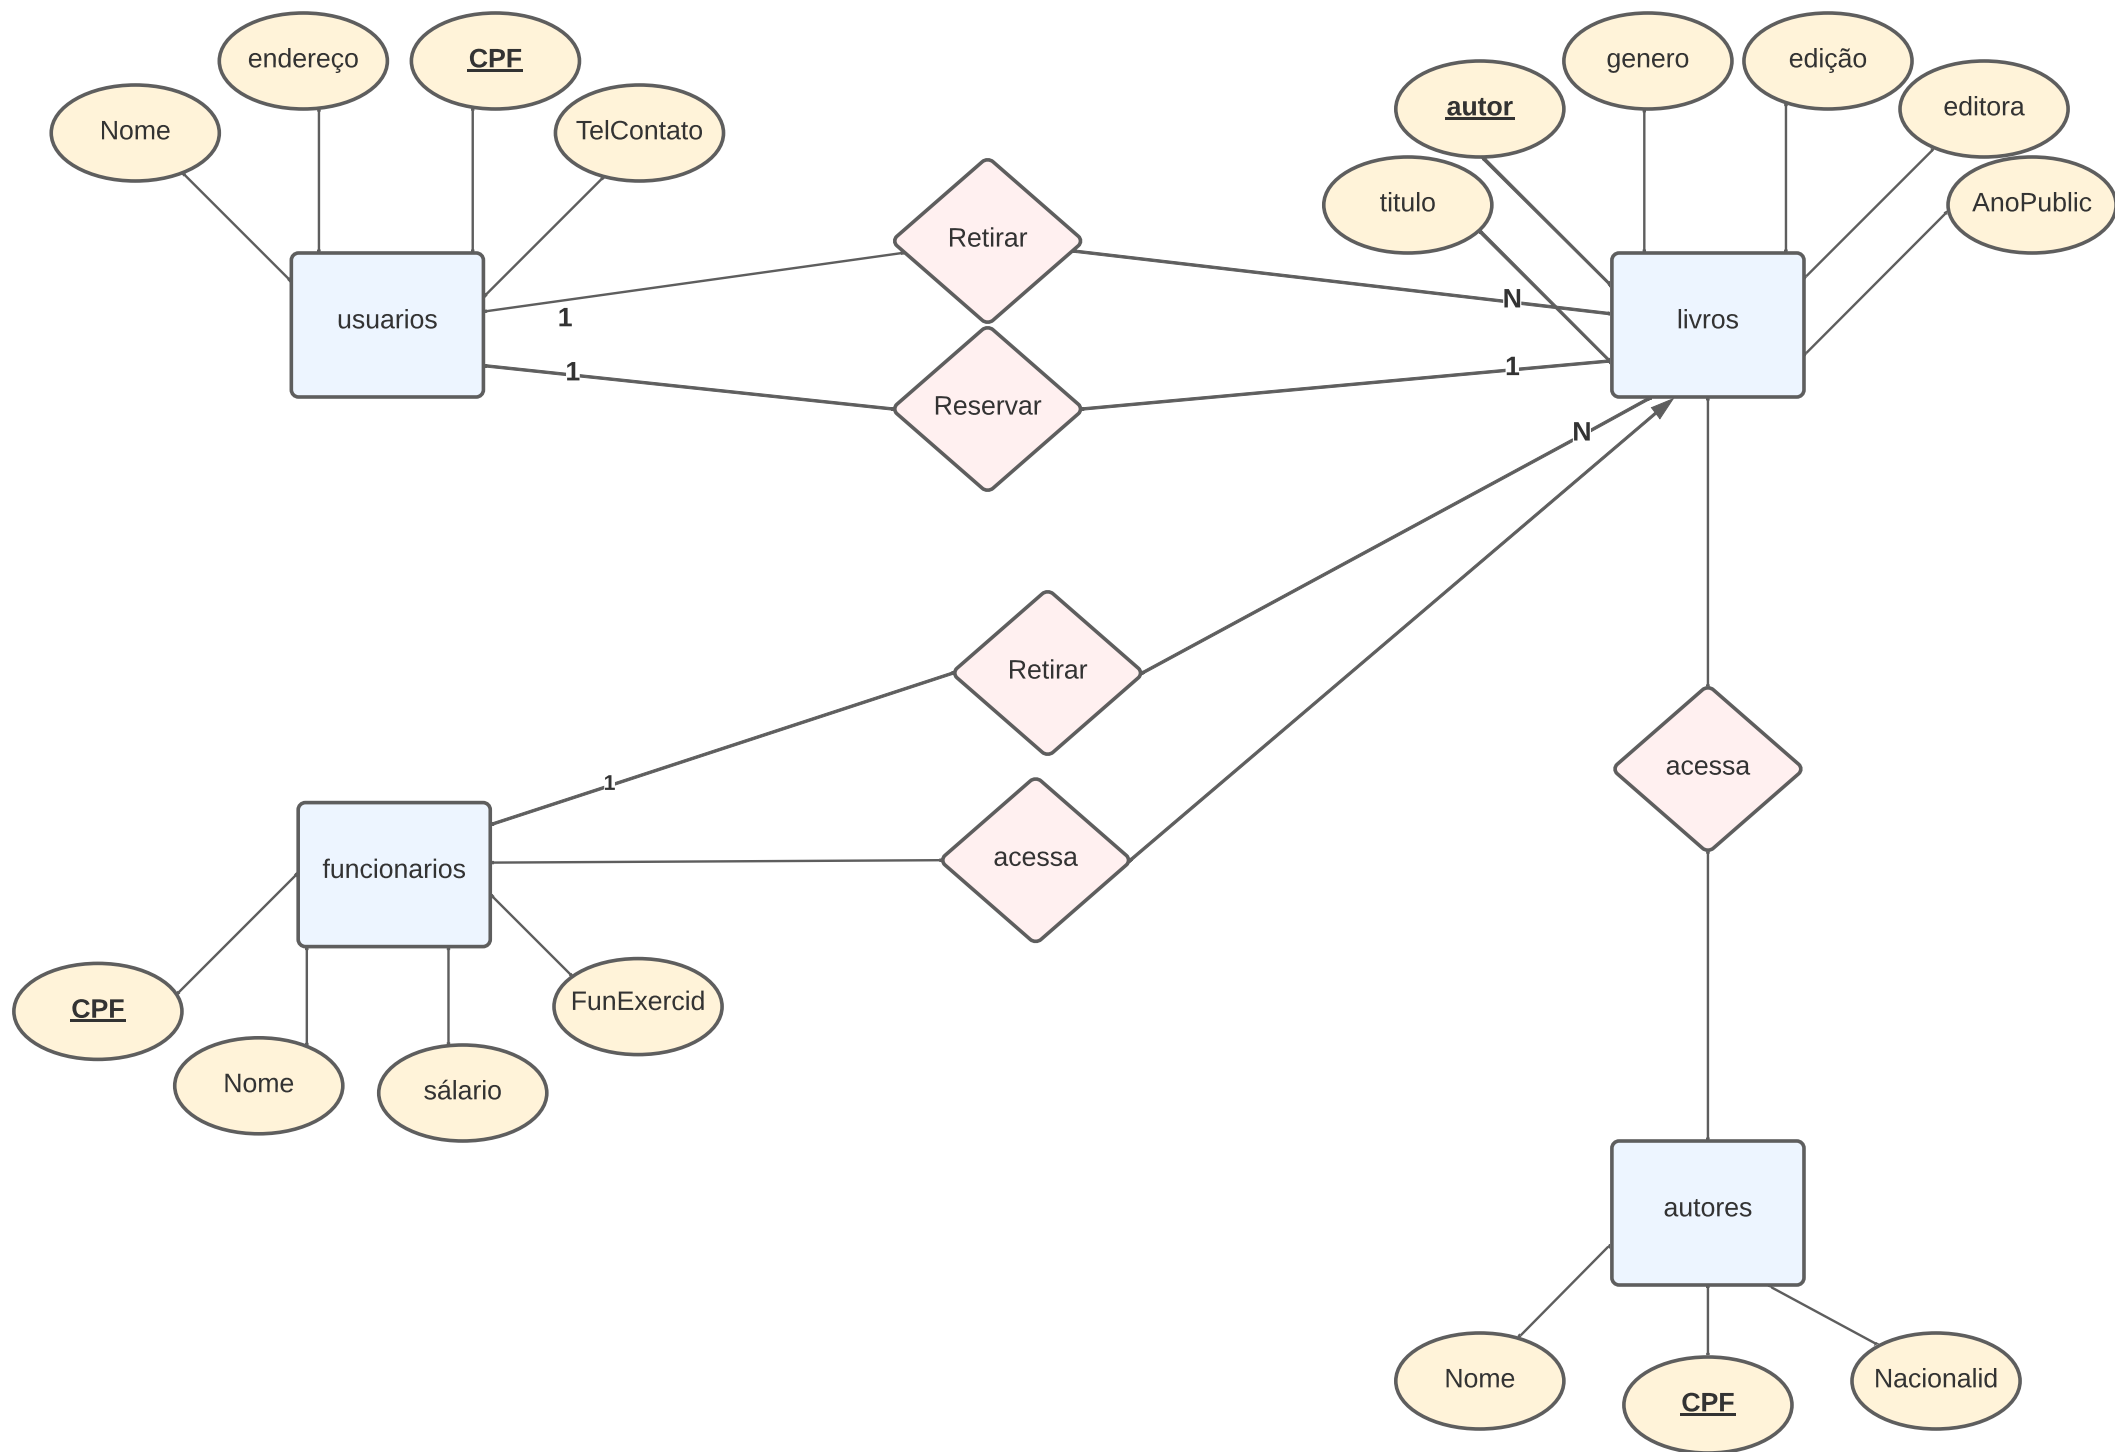 endereço
CPF
genero
edição
autor
editora
Nome
TelContato
titulo
AnoPublic
Retirar
N
usuarios
livros
1
1
1
Reservar
N
Retirar
acessa
1
funcionarios
acessa
CPF
FunExercid
Nome
sálario
autores
Nome
Nacionalid
CPF